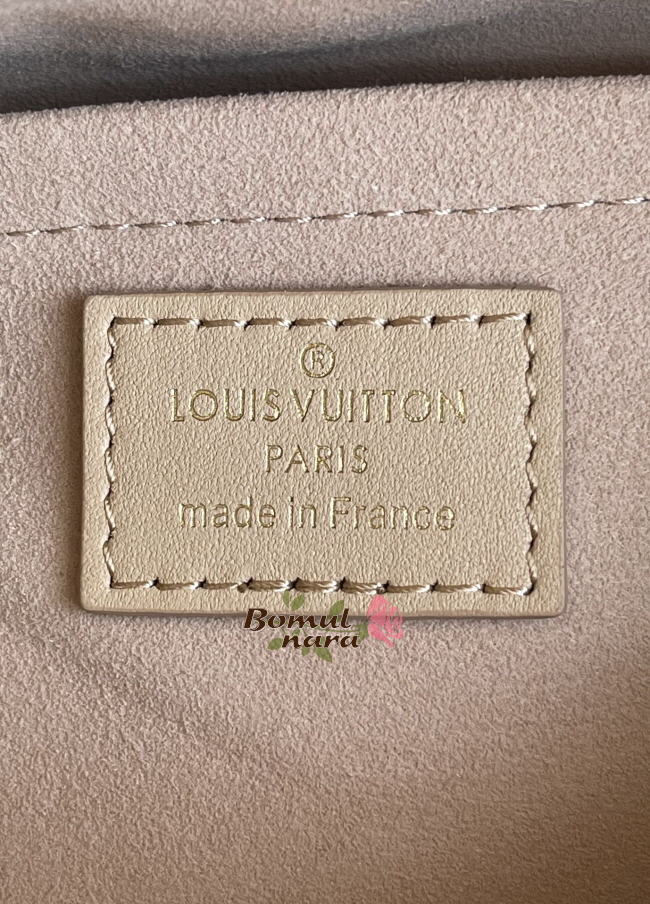 ®
LOUIS VUITTON
PARIS
made in France
Bomul
nara